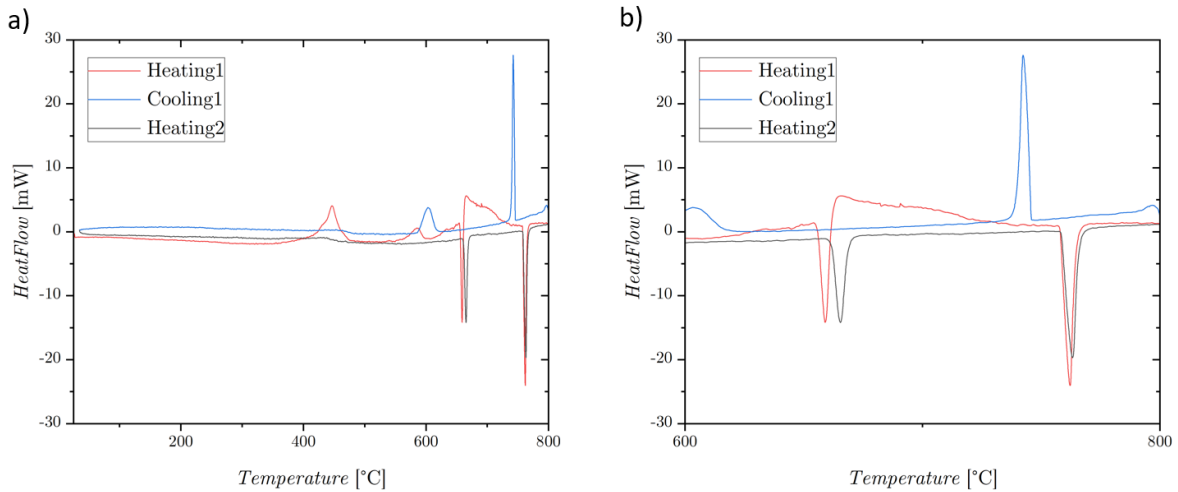 a)
30
20
10
0
-10
-20
-30
HeatFlow [mW]
Heating1
Cooling1
Heating2
200
400
600
800
Temperature [°C]
b)
30
20
10
0
-10
-20
-30
HeatFlow [mW]
Heating1
Cooling1
Heating2
600
800
Temperature [°C]